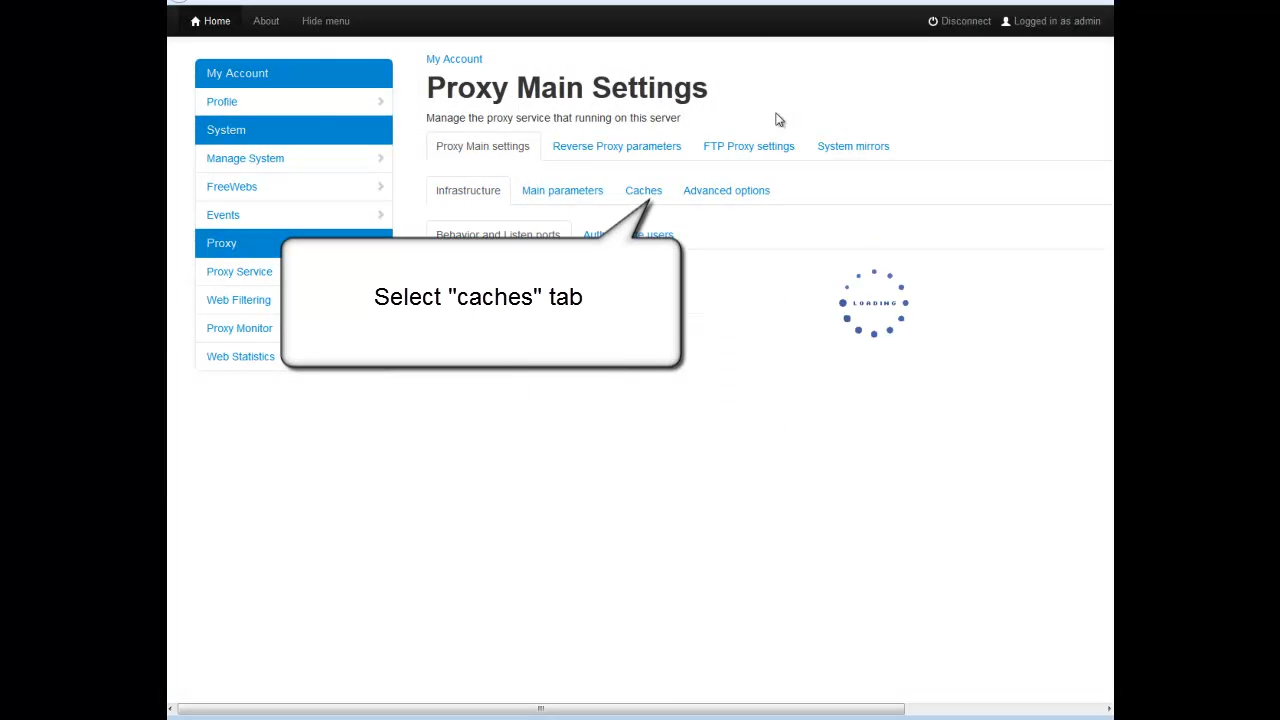 Home About Hide menu Disconnect Logged in as admin
My Account
Profile
System
Manage System
FreeWebs
Events
Proxy
Proxy Service
Web Filtering
Proxy Monitor
Web Statistics
My Account
Proxy Main Settings
Manage the proxy service that running on this server
Proxy Main settings Reverse Proxy parameters FTP Proxy settings System mirrors
Infrastructure Main parameters Caches Advanced options
Behavior and Listen ports users
Select "caches" tab
LOADING